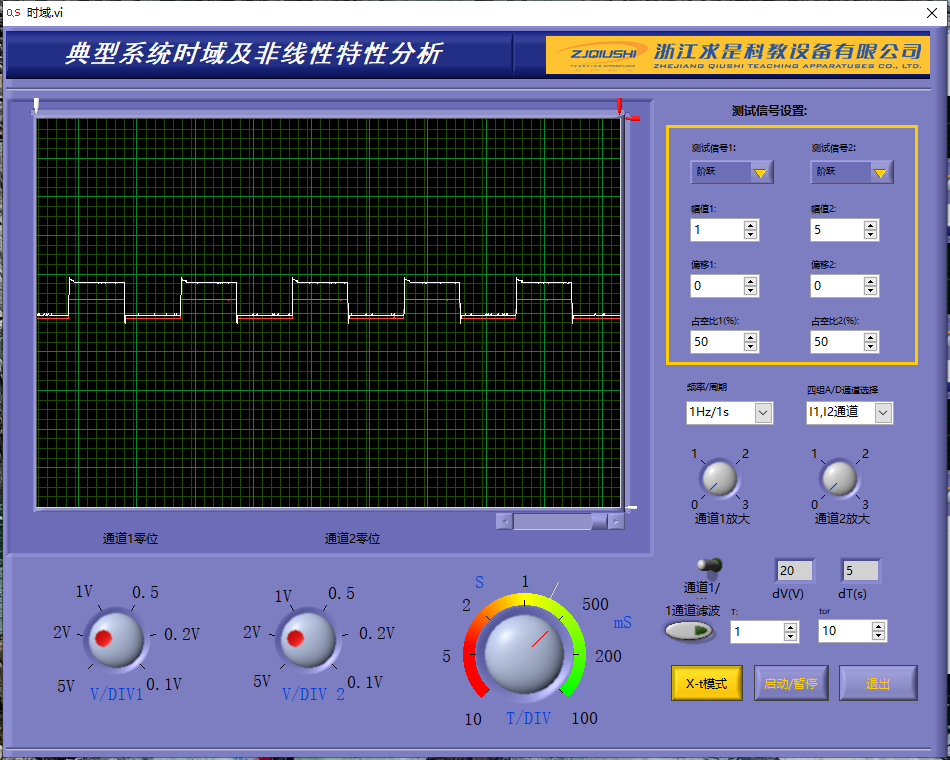 时域.vi
典型系统时域及非线性特性分析
ZJQIUSHI
浙江求是科教设备有限公司
ZHEJIANG QIUSHI TEACHING APPARATUSES CO., LTD.
测试信号设置:
测试信号1:
测试信号2:
阶跃
阶跃
幅值1:
幅值2:
1
5
偏移1:
偏移2:
0
0
占空比1(%):
占空比2(%):
50
50
频率/周期
四组A/D通道选择
1Hz/1s
I1,I2通道
1 2
0 3
通道1放大
1 2
0 3
通道2放大
通道1零位
通道2零位
1V 0.5
2V 0.2V
5V 0.1V
V/DIV1
1V 0.5
2V 0.2V
5V 0.1V
V/DIV 2
S 1
2 500
mS
5 200
10 100
T/DIV
通道1/
20
5
dV(V)
dT(s)
1通道滤波
T:
tor
1
10
X-t模式
启动/暂停
退出